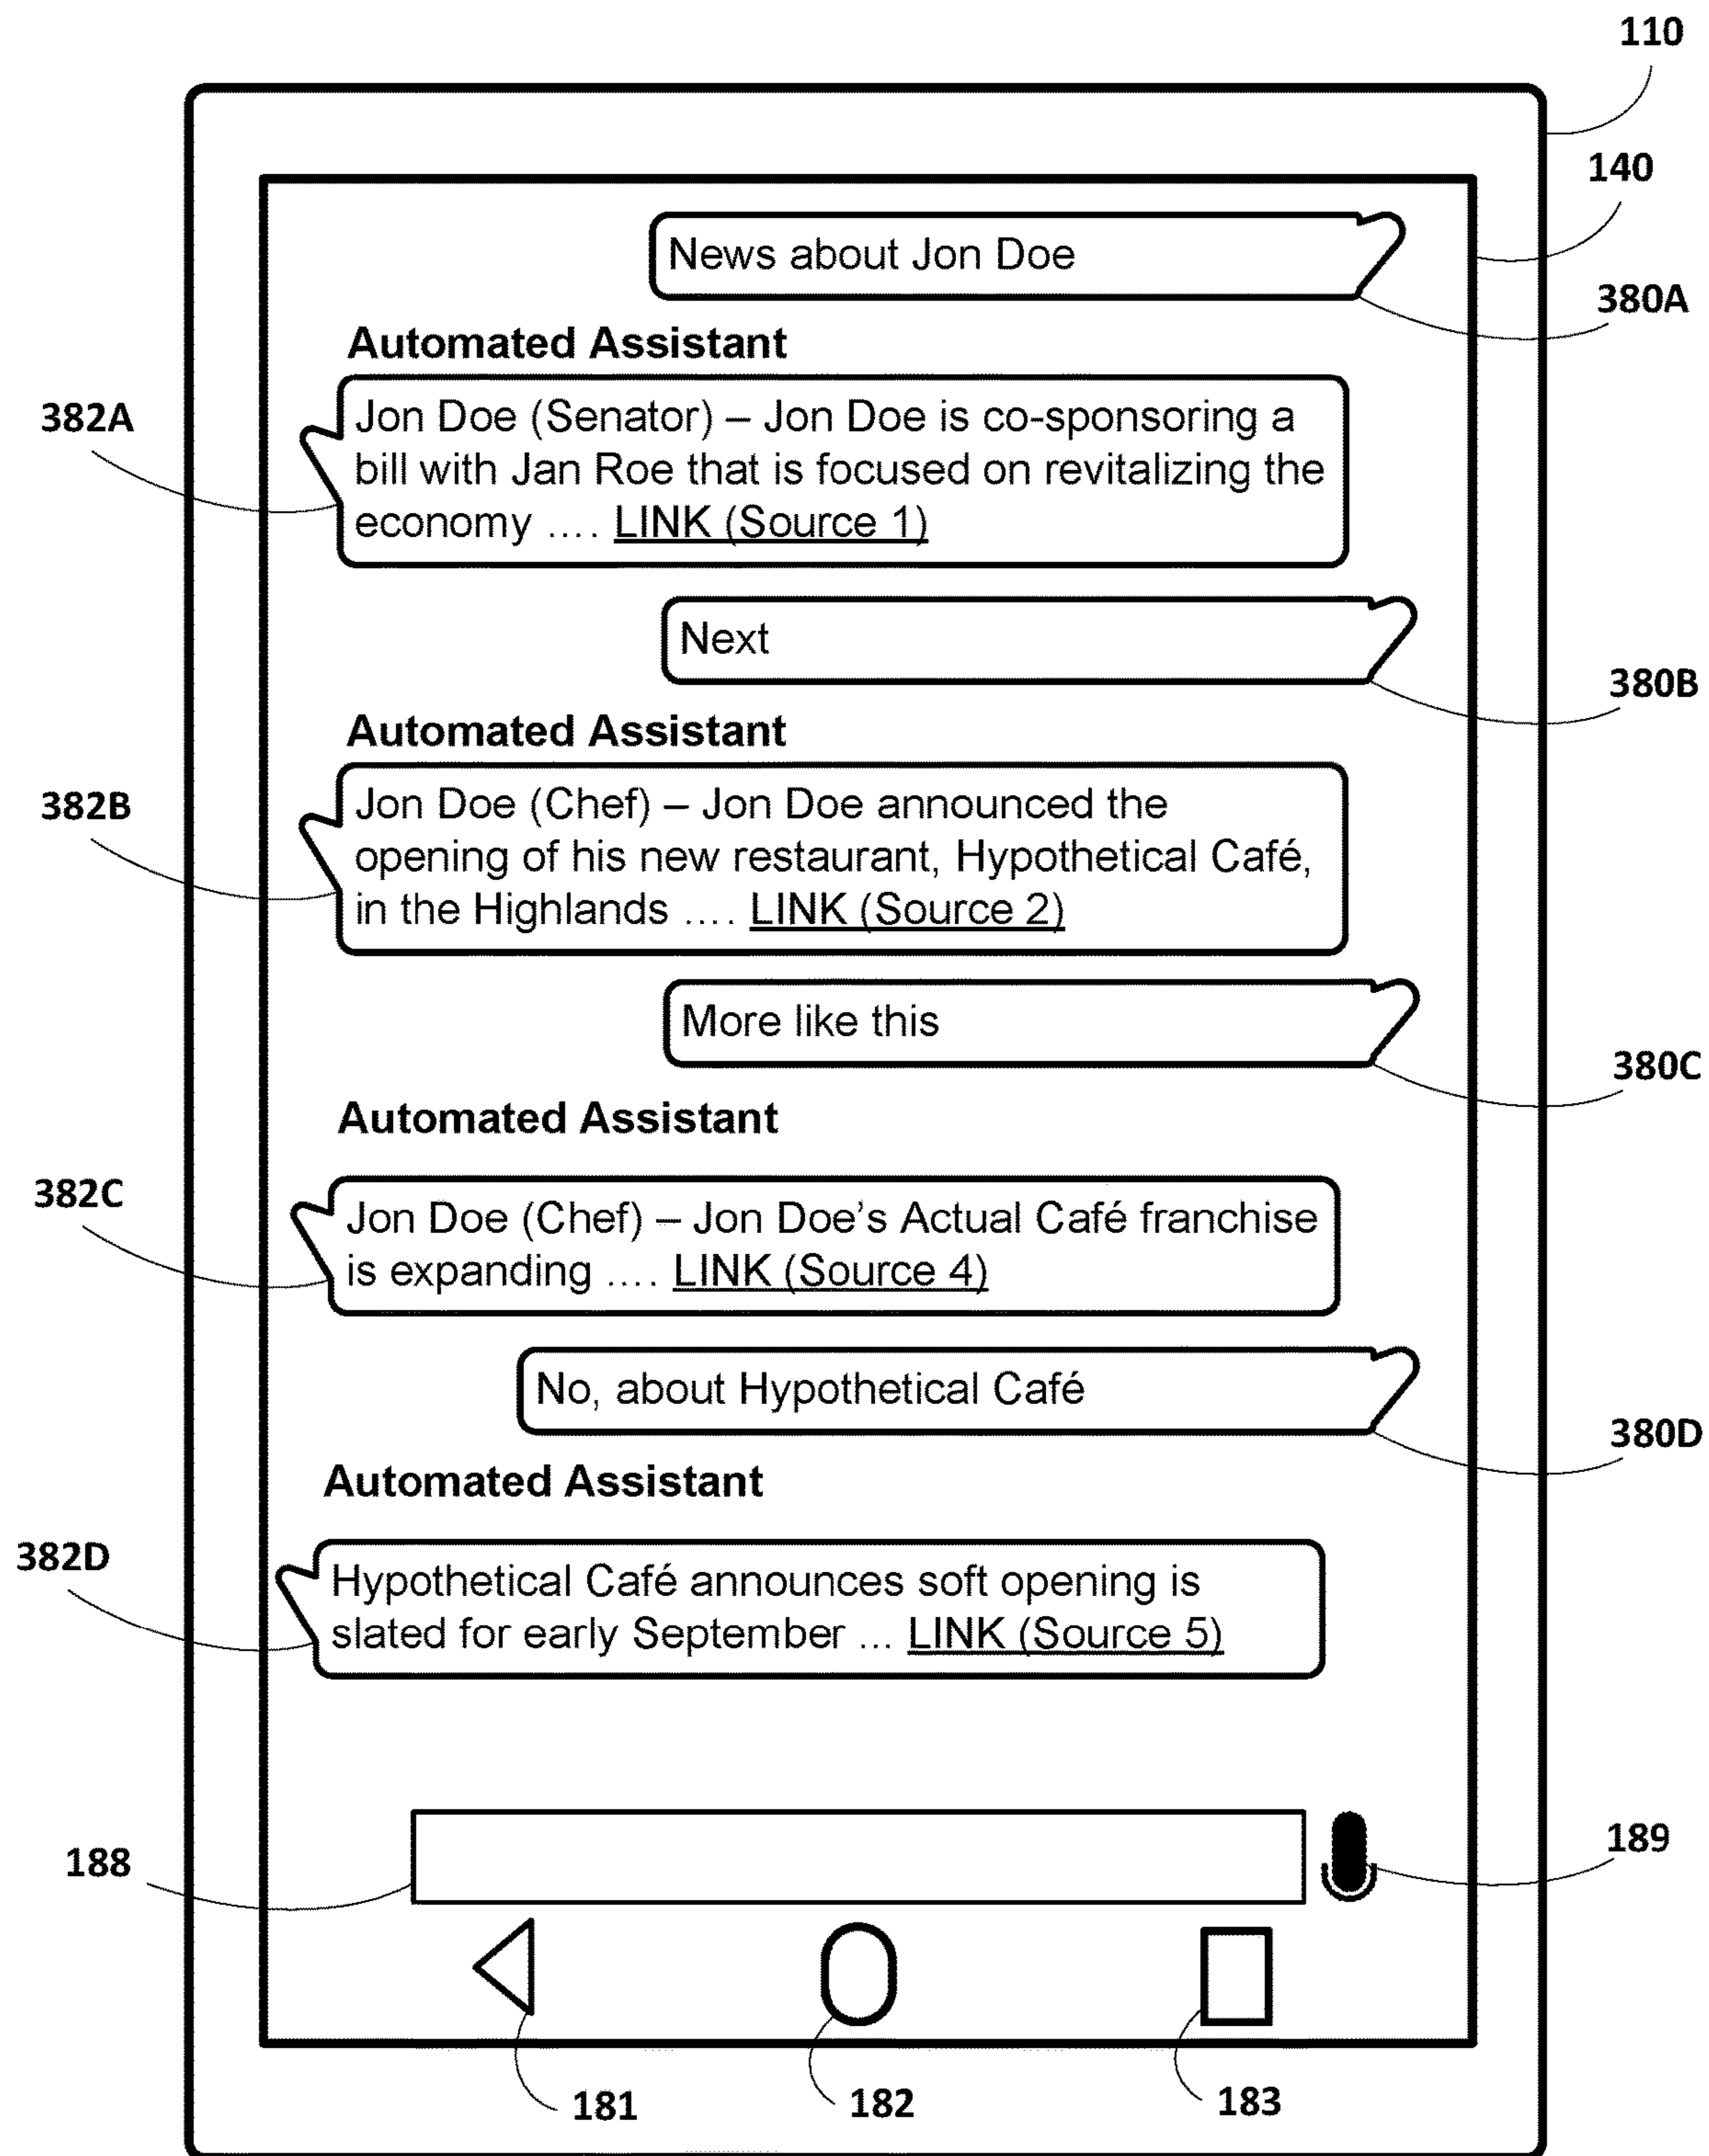 110
140
News about Jon Doe
380A
Automated Assistant
382A
Jon Doe (Senator) – Jon Doe is co-sponsoring a
bill with Jan Roe that is focused on revitalizing the
economy .... LINK (Source 1)
Next
380B
Automated Assistant
382B
Jon Doe (Chef) – Jon Doe announced the
opening of his new restaurant, Hypothetical Café,
in the Highlands .... LINK (Source 2)
More like this
380C
Automated Assistant
382C
Jon Doe (Chef) – Jon Doe's Actual Café franchise
is expanding .... LINK (Source 4)
No, about Hypothetical Café
380D
Automated Assistant
382D
Hypothetical Café announces soft opening is
slated for early September ... LINK (Source 5)
188
189
181
182
183